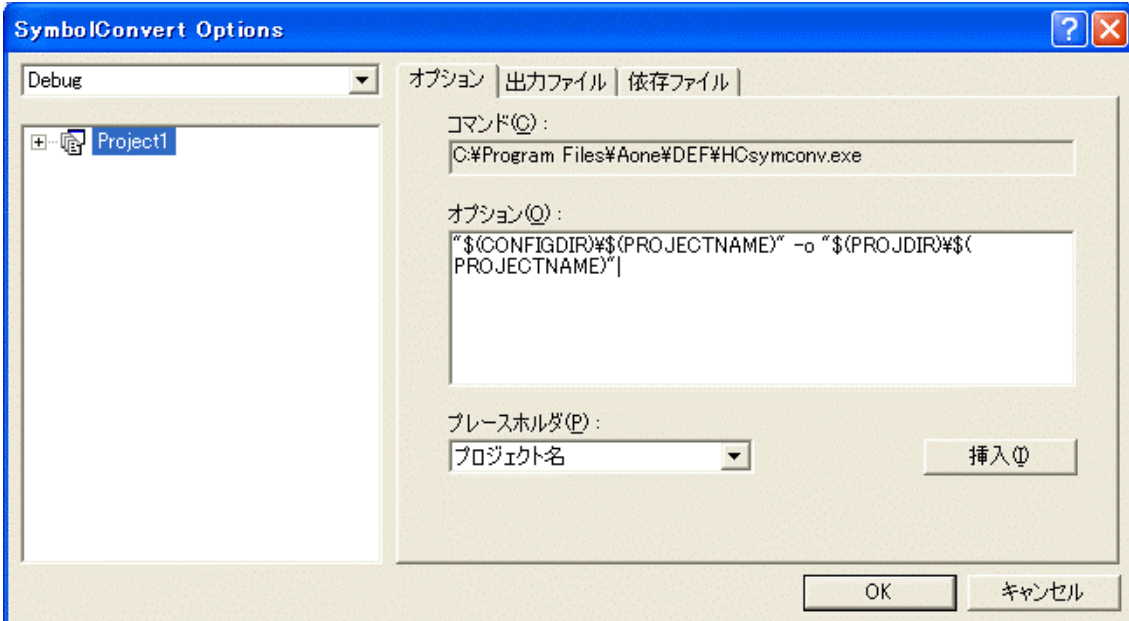 SymbolConvert Options
Debug
Project1
オプション 出力ファイル 依存ファイル
コマンド(C):
C:¥Program Files¥Aone¥DEF¥HCsymconv.exe
オプション(O):
"$(CONFIGDIR)¥$(PROJECTNAME)" -o "$(PROJDIR)¥$(
PROJECTNAME)"
プレースホルダ(P):
プロジェクト名
挿入(I)
OK キャンセル